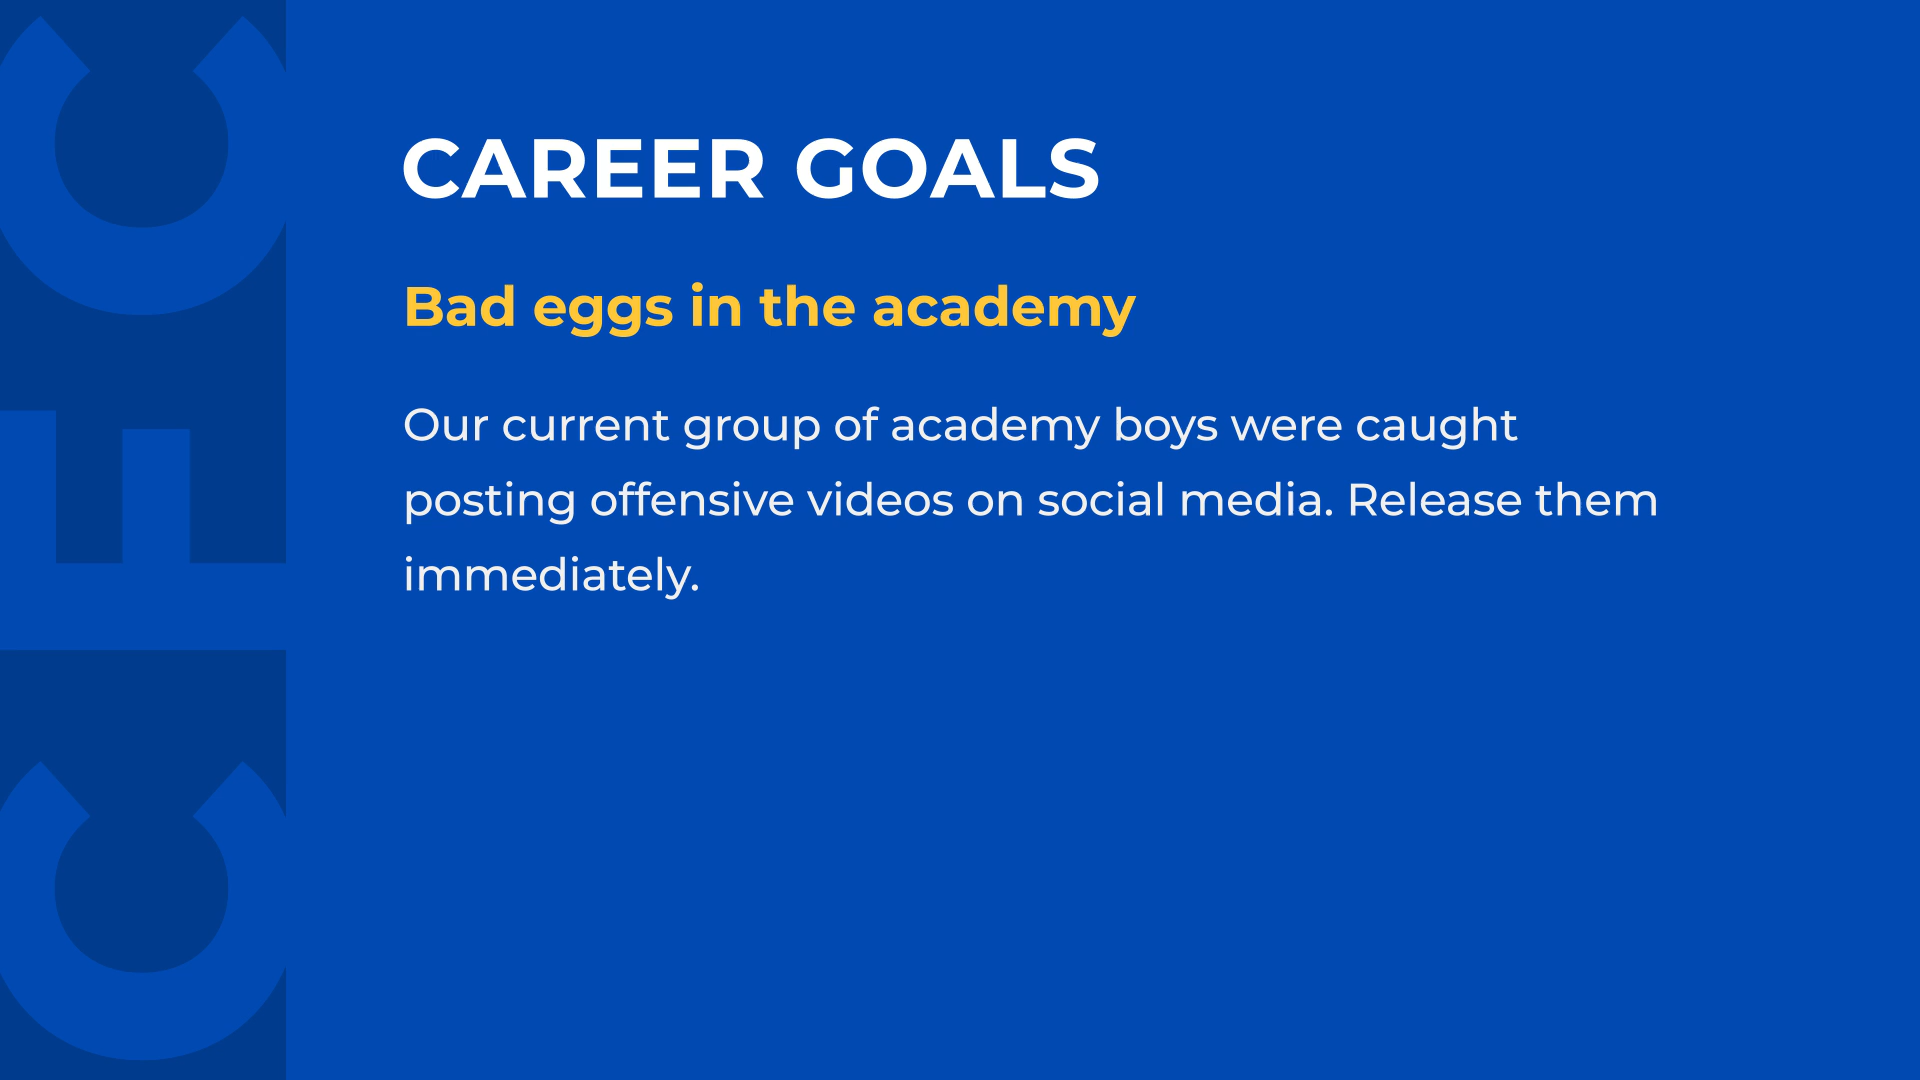 CFC
CAREER GOALS
Bad eggs in the academy
Our current group of academy boys were caught
posting offensive videos on social media. Release them
immediately.